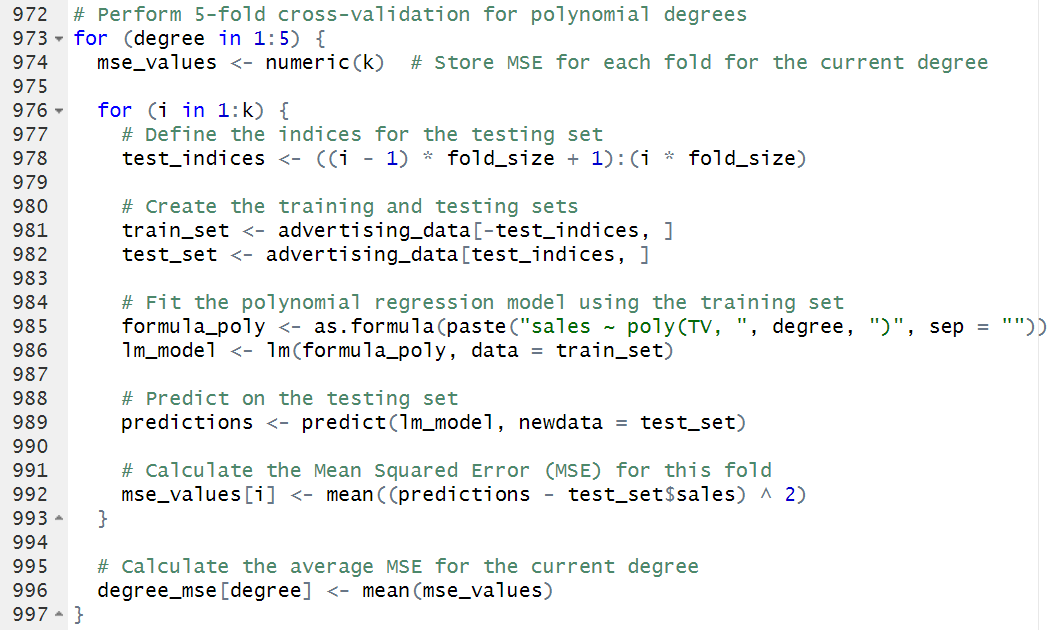 972 # Perform 5-fold cross-validation for polynomial degrees
973 for (degree in 1:5) {
974   mse_values <- numeric(k)  # Store MSE for each fold for the current degree
975
976   for (i in 1:k) {
977     # Define the indices for the testing set
978     test_indices <- ((i - 1) * fold_size + 1):(i * fold_size)
979
980     # Create the training and testing sets
981     train_set <- advertising_data[-test_indices, ]
982     test_set <- advertising_data[test_indices, ]
983
984     # Fit the polynomial regression model using the training set
985     formula_poly <- as.formula(paste("sales ~ poly(TV, ", degree, ")", sep = ""))
986     lm_model <- lm(formula_poly, data = train_set)
987
988     # Predict on the testing set
989     predictions <- predict(lm_model, newdata = test_set)
990
991     # Calculate the Mean Squared Error (MSE) for this fold
992     mse_values[i] <- mean((predictions - test_set$sales) ^ 2)
993   }
994
995   # Calculate the average MSE for the current degree
996   degree_mse[degree] <- mean(mse_values)
997 }